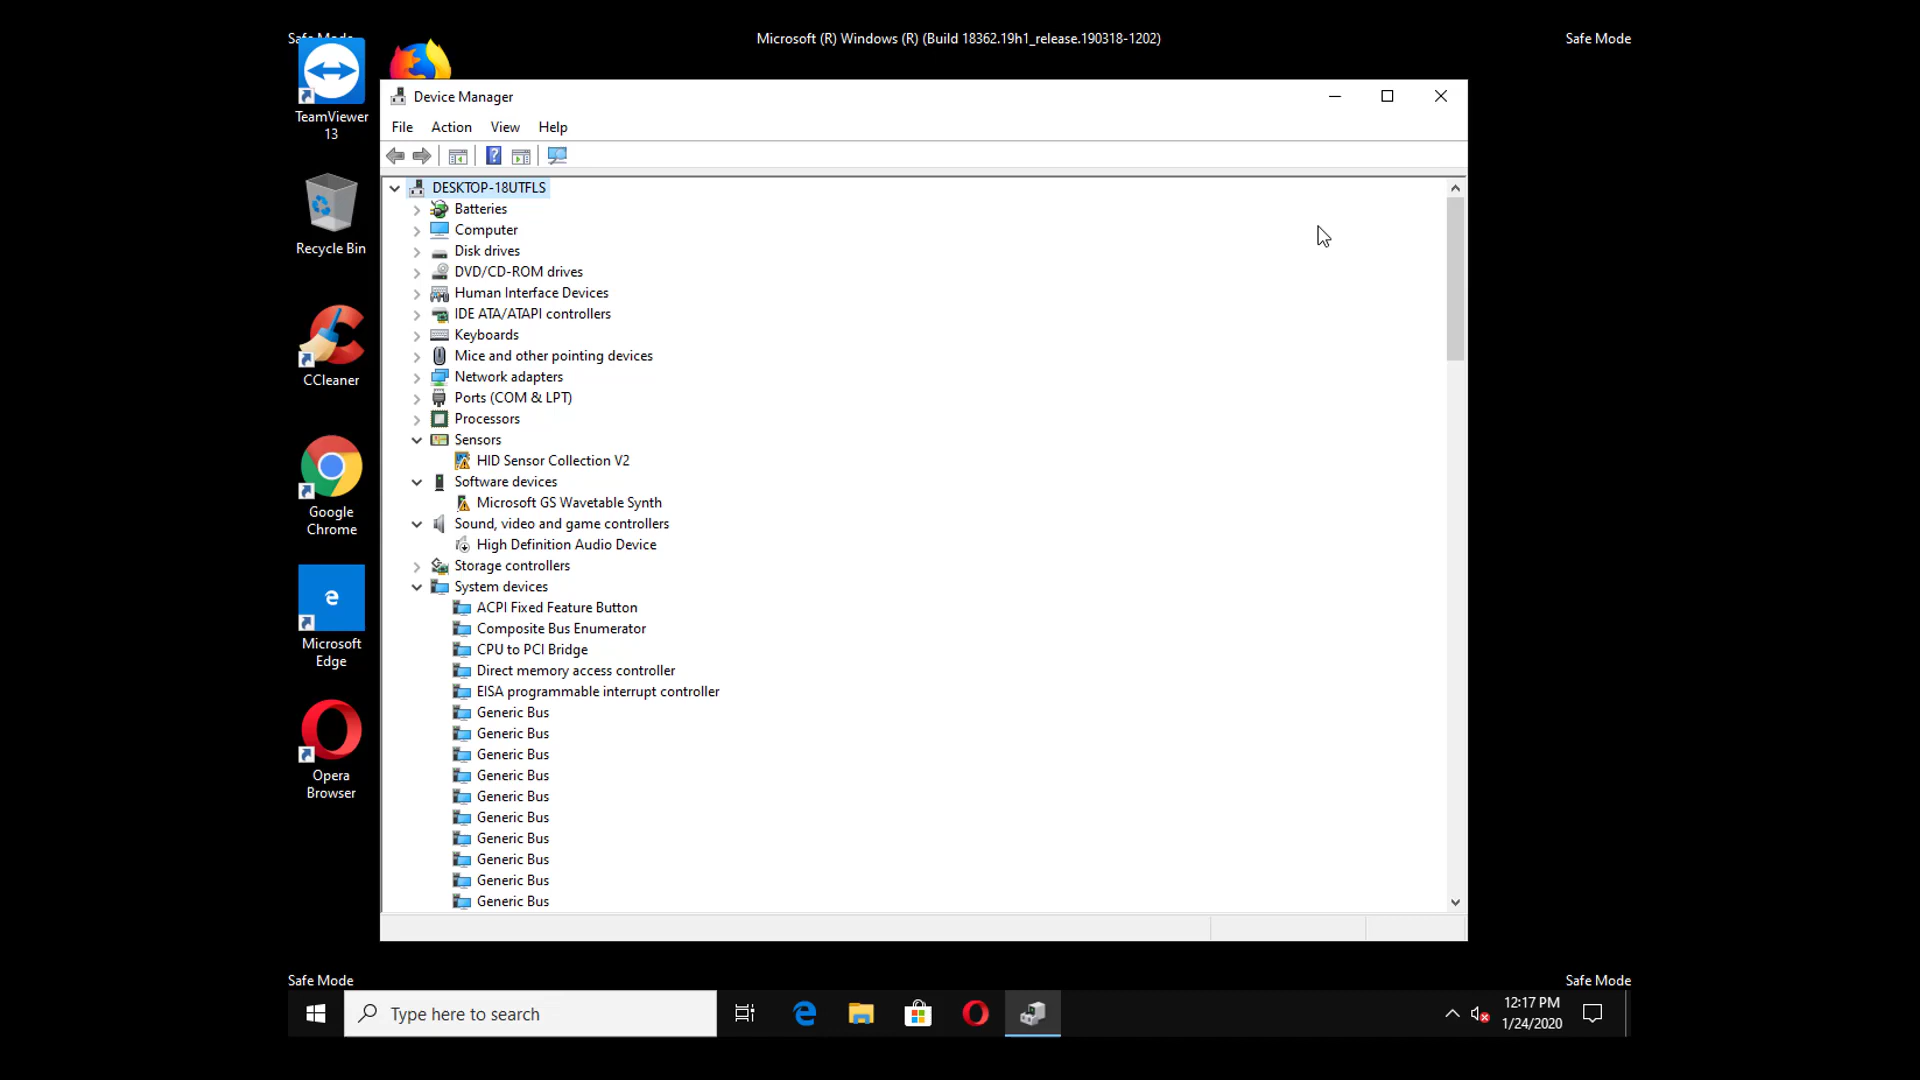 Safe Mode
Microsoft (R) Windows (R) (Build 18362.19h1_release.190318-1202)
Safe Mode
TeamViewer
13
Recycle Bin
CCleaner
Google
Chrome
Microsoft
Edge
Opera
Browser
Device Manager
File Action View Help
DESKTOP-18UTFLS
Batteries
Computer
Disk drives
DVD/CD-ROM drives
Human Interface Devices
IDE ATA/ATAPI controllers
Keyboards
Mice and other pointing devices
Network adapters
Ports (COM & LPT)
Processors
Sensors
HID Sensor Collection V2
Software devices
Microsoft GS Wavetable Synth
Sound, video and game controllers
High Definition Audio Device
Storage controllers
System devices
ACPI Fixed Feature Button
Composite Bus Enumerator
CPU to PCI Bridge
Direct memory access controller
EISA programmable interrupt controller
Generic Bus
Generic Bus
Generic Bus
Generic Bus
Generic Bus
Generic Bus
Generic Bus
Generic Bus
Generic Bus
Generic Bus
Safe Mode
Safe Mode
Type here to search
12:17 PM
1/24/2020